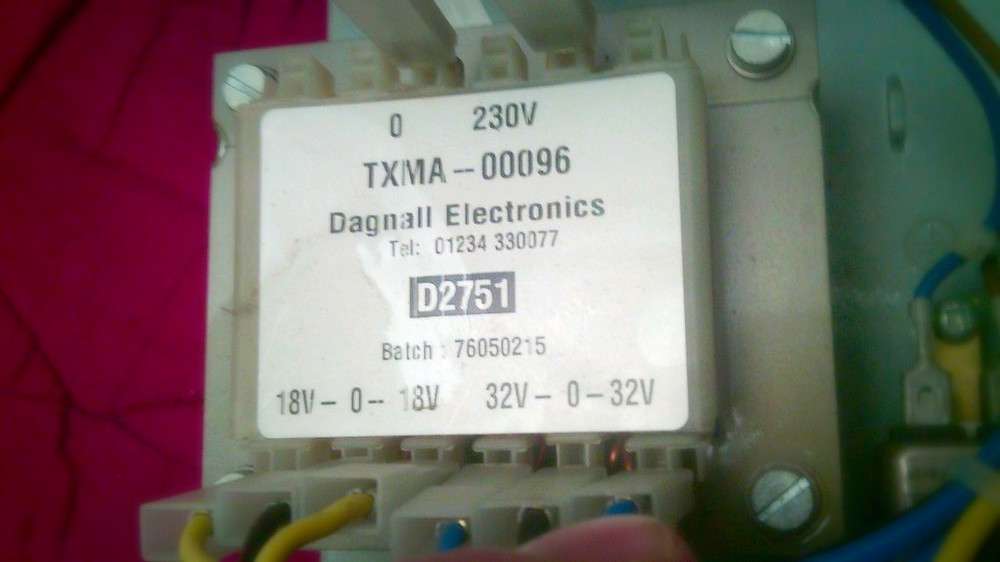 0 230V
TXMA-00096
Dagnall Electronics
Tel: 01234 330077
D2751
Batch : 76050215
18V- 0-- 18V 32V- 0-32V